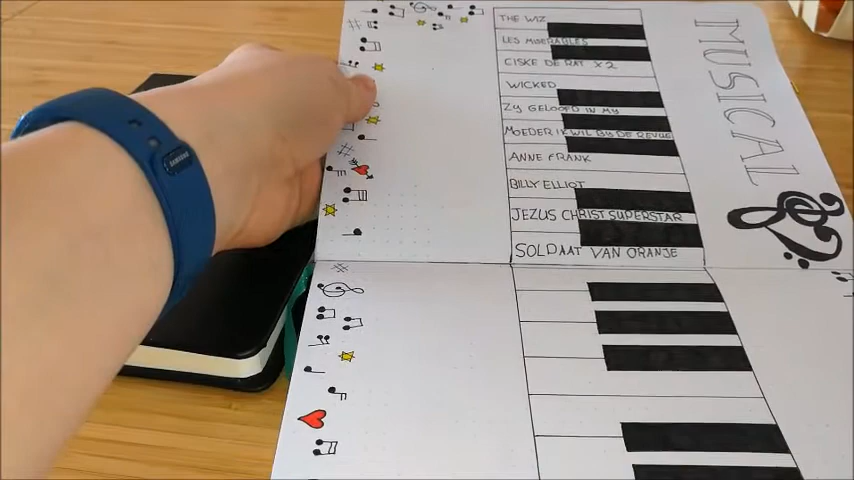 THE WIZ
LES MISERABLES
CISKE DE RAT X2
WICKED
ZIJ GELOOFD IN MIJ
MOEDER IK WIL BIJ DE REVUE
ANNE FRANK
BILLY ELLIOT
JEZUS CHRIST SUPERSTAR
SOLDAAT VAN ORANJE
MUSICAL
SAMSUNG